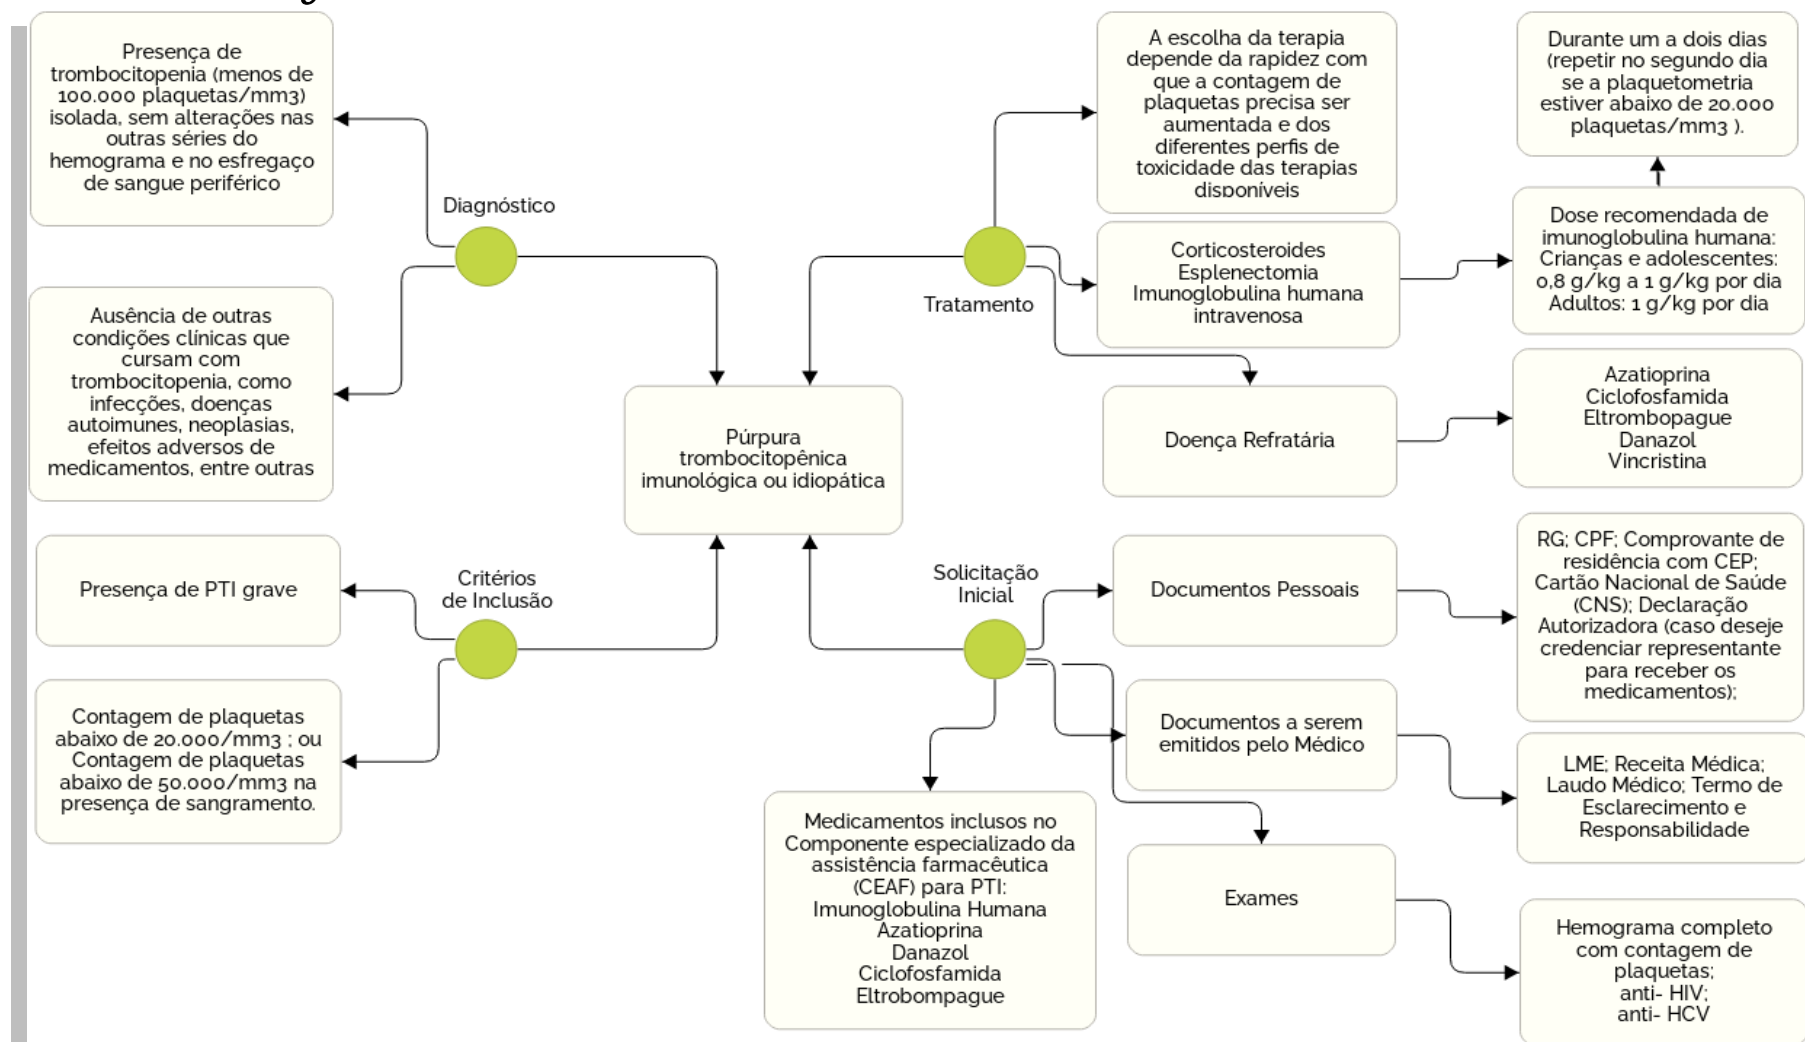 Presença de
trombocitopenia (menos de
100.000 plaquetas/mm3)
isolada, sem alterações nas
outras séries do
hemograma e no esfregaço
de sangue periférico
Diagnóstico
Ausência de outras
condições clínicas que
cursam com
trombocitopenia, como
infecções, doenças
autoimunes, neoplasias,
efeitos adversos de
medicamentos, entre outras
A escolha da terapia
depende da rapidez com
que a contagem de
plaquetas precisa ser
aumentada e dos
diferentes perfis de
toxicidade das terapias
disponíveis
Tratamento
Corticosteroides
Esplenectomia
Imunoglobulina humana
intravenosa
Durante um a dois dias
(repetir no segundo dia
se a plaquetometria
estiver abaixo de 20.000
plaquetas/mm3 ).
Dose recomendada de
imunoglobulina humana:
Crianças e adolescentes:
0,8 g/kg a 1 g/kg por dia
Adultos: 1 g/kg por dia
Doença Refratária
Azatioprina
Ciclofosfamida
Eltrombopague
Danazol
Vincristina
Púrpura
trombocitopênica
imunológica ou idiopática
Presença de PTI grave
Critérios
de Inclusão
Contagem de plaquetas
abaixo de 20.000/mm3 ; ou
Contagem de plaquetas
abaixo de 50.000/mm3 na
presença de sangramento.
Solicitação
Inicial
Documentos Pessoais
RG; CPF; Comprovante de
residência com CEP;
Cartão Nacional de Saúde
(CNS); Declaração
Autorizadora (caso deseje
credenciar representante
para receber os
medicamentos);
Documentos a serem
emitidos pelo Médico
LME; Receita Médica;
Laudo Médico; Termo de
Esclarecimento e
Responsabilidade
Medicamentos inclusos no
Componente especializado da
assistência farmacêutica
(CEAF) para PTI:
Imunoglobulina Humana
Azatioprina
Danazol
Ciclofosfamida
Eltrobompague
Exames
Hemograma completo
com contagem de
plaquetas;
anti- HIV;
anti- HCV